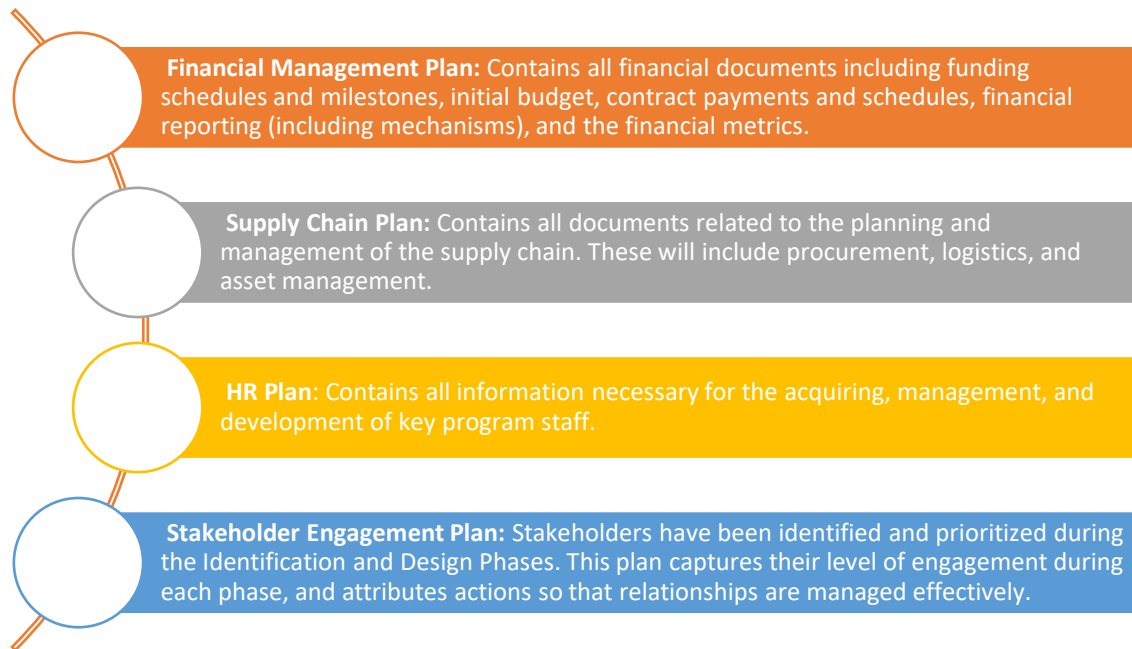 Financial Management Plan: Contains all financial documents including funding
schedules and milestones, initial budget, contract payments and schedules, financial
reporting (including mechanisms), and the financial metrics.
Supply Chain Plan: Contains all documents related to the planning and
management of the supply chain. These will include procurement, logistics, and
asset management.
HR Plan: Contains all information necessary for the acquiring, management, and
development of key program staff.
Stakeholder Engagement Plan: Stakeholders have been identified and prioritized during
the Identification and Design Phases. This plan captures their level of engagement during
each phase, and attributes actions so that relationships are managed effectively.